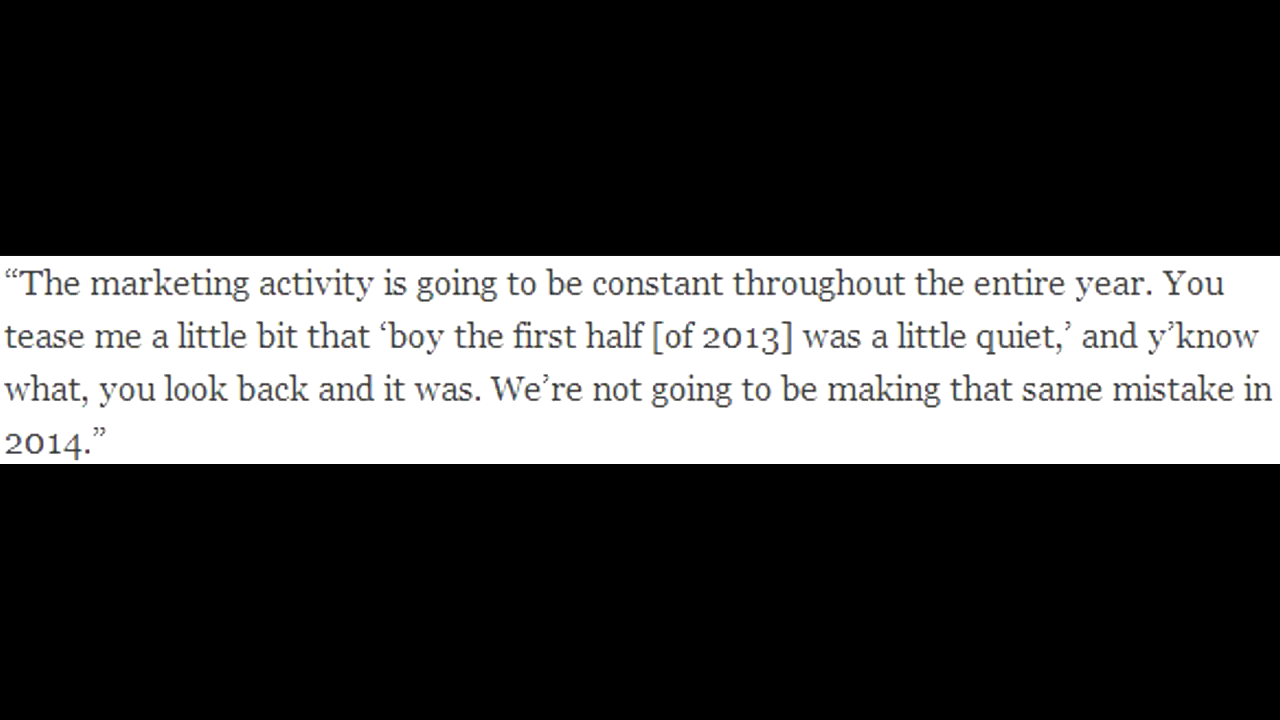 “The marketing activity is going to be constant throughout the entire year. You
tease me a little bit that ‘boy the first half [of 2013] was a little quiet,’ and y’know
what, you look back and it was. We’re not going to be making that same mistake in
2014.”